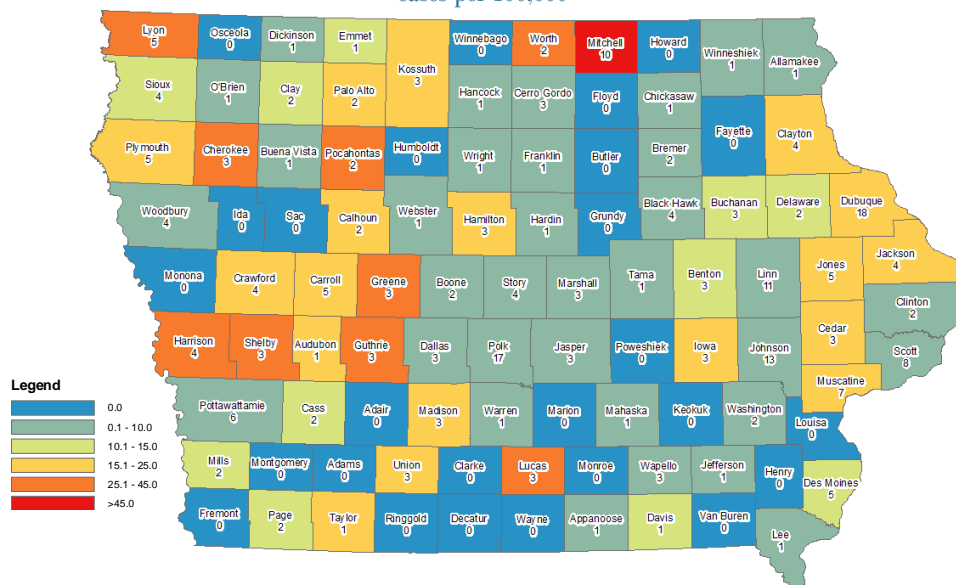 cases per 100,000
Lyon
5
Osceola
0
Dickinson
1
Emmet
1
Kossuth
3
Winnebago
0
Worth
2
Mitchell
10
Howard
0
Winneshiek
1
Allamakee
1
Sioux
4
O'Brien
1
Clay
2
Palo Alto
2
Hancock
1
Cerro Gordo
3
Floyd
0
Chickasaw
1
Fayette
0
Clayton
4
Plymouth
5
Cherokee
3
Buena Vista
1
Pocahontas
2
Humboldt
0
Wright
1
Franklin
1
Butler
0
Bremer
2
Woodbury
4
Ida
0
Sac
0
Calhoun
2
Webster
1
Hamilton
3
Hardin
1
Grundy
0
Black Hawk
4
Buchanan
3
Delaware
2
Dubuque
18
Monona
0
Crawford
4
Carroll
5
Greene
3
Boone
2
Story
4
Marshall
3
Tama
1
Benton
3
Linn
11
Jones
5
Jackson
4
Clinton
2
Harrison
4
Shelby
3
Audubon
1
Guthrie
3
Dallas
3
Polk
17
Jasper
3
Poweshiek
0
Iowa
3
Johnson
13
Cedar
3
Scott
8
Muscatine
7
Legend
0.0
0.1 - 10.0
10.1 - 15.0
15.1 - 25.0
25.1 - 45.0
>45.0
Pottawattamie
6
Cass
2
Adair
0
Madison
3
Warren
1
Marion
0
Mahaska
1
Keokuk
0
Washington
2
Louisa
0
Mills
2
Montgomery
0
Adams
0
Union
3
Clarke
0
Lucas
3
Monroe
0
Wapello
3
Jefferson
1
Henry
0
Des Moines
5
Fremont
0
Page
2
Taylor
1
Ringgold
0
Decatur
0
Wayne
0
Appanoose
1
Davis
1
Van Buren
0
Lee
1